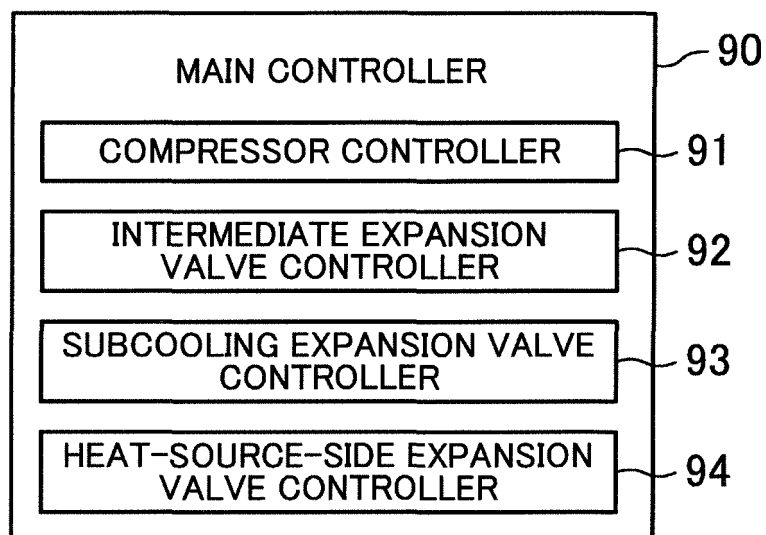 MAIN CONTROLLER
90
COMPRESSOR CONTROLLER
91
INTERMEDIATE EXPANSION
VALVE CONTROLLER
92
SUBCOOLING EXPANSION VALVE
CONTROLLER
93
HEAT-SOURCE-SIDE EXPANSION
VALVE CONTROLLER
94